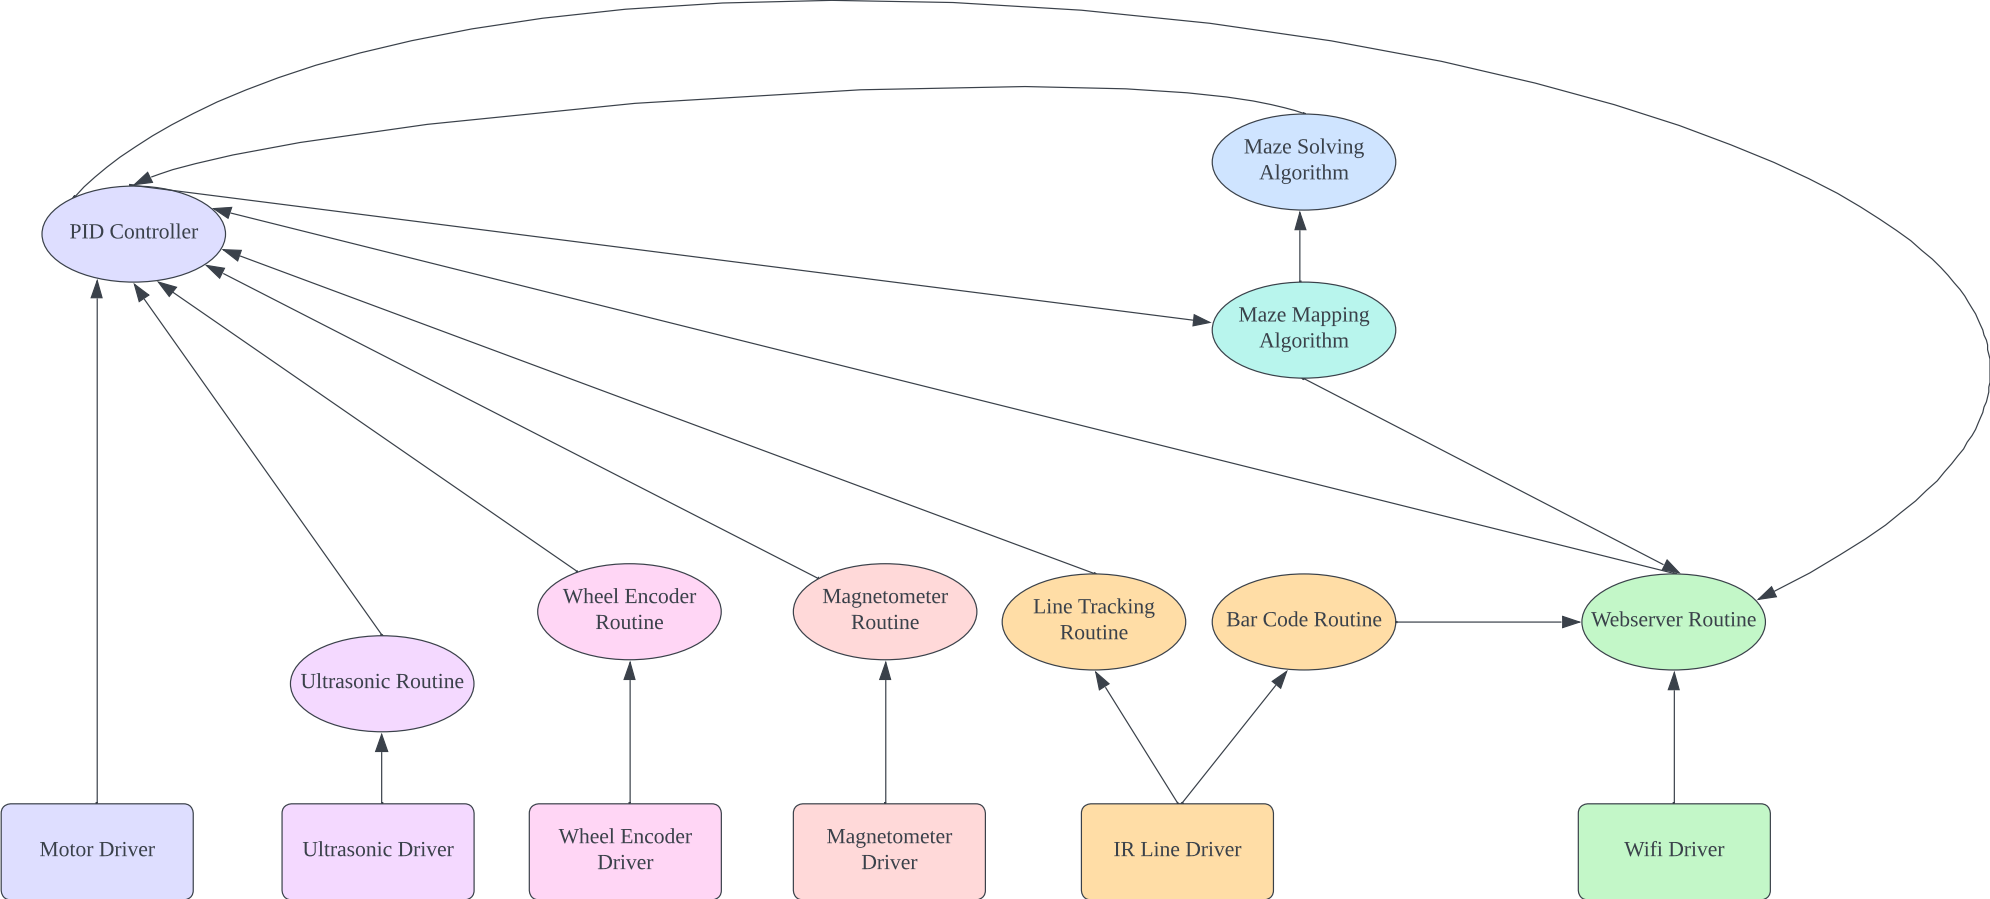 Maze Solving
Algorithm
PID Controller
Maze Mapping
Algorithm
Wheel Encoder
Routine
Magnetometer
Routine
Line Tracking
Routine
Bar Code Routine
Webserver Routine
Ultrasonic Routine
Motor Driver
Ultrasonic Driver
Wheel Encoder
Driver
Magnetometer
Driver
IR Line Driver
Wifi Driver